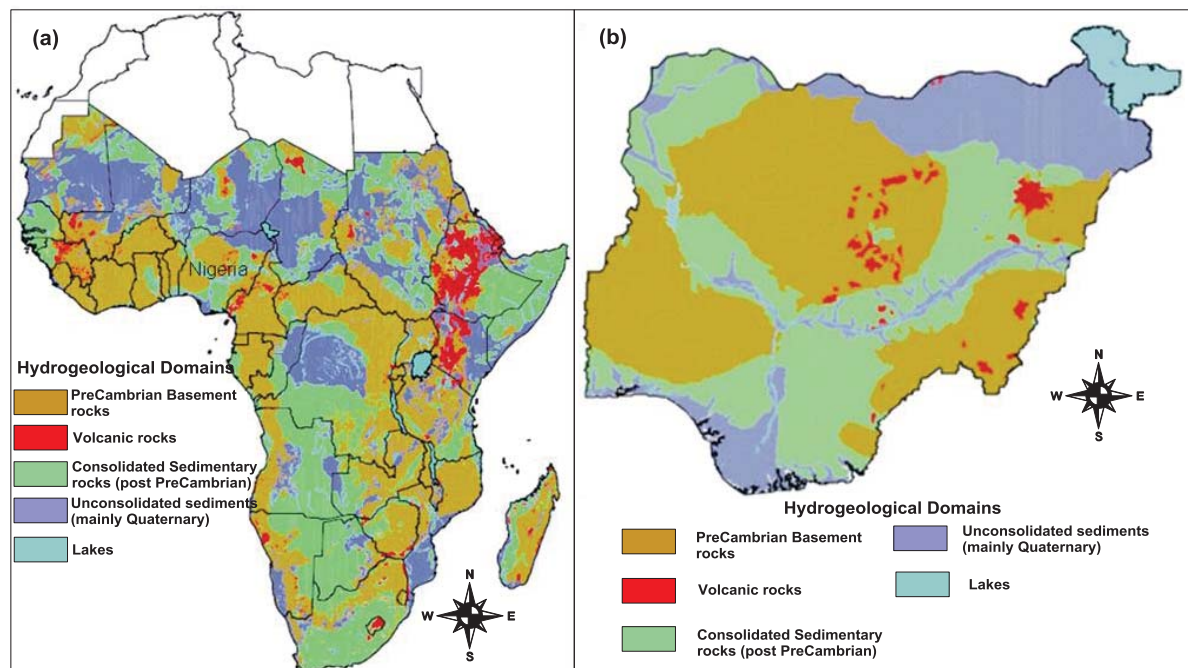 (a)
Nigeria
Hydrogeological Domains
PreCambrian Basement
rocks
Volcanic rocks
Consolidated Sedimentary
rocks (post PreCambrian)
Unconsolidated sediments
(mainly Quaternary)
Lakes
N
W E
S
(b)
N
W E
S
Hydrogeological Domains
PreCambrian Basement
rocks
Volcanic rocks
Consolidated Sedimentary
rocks (post PreCambrian)
Unconsolidated sediments
(mainly Quaternary)
Lakes